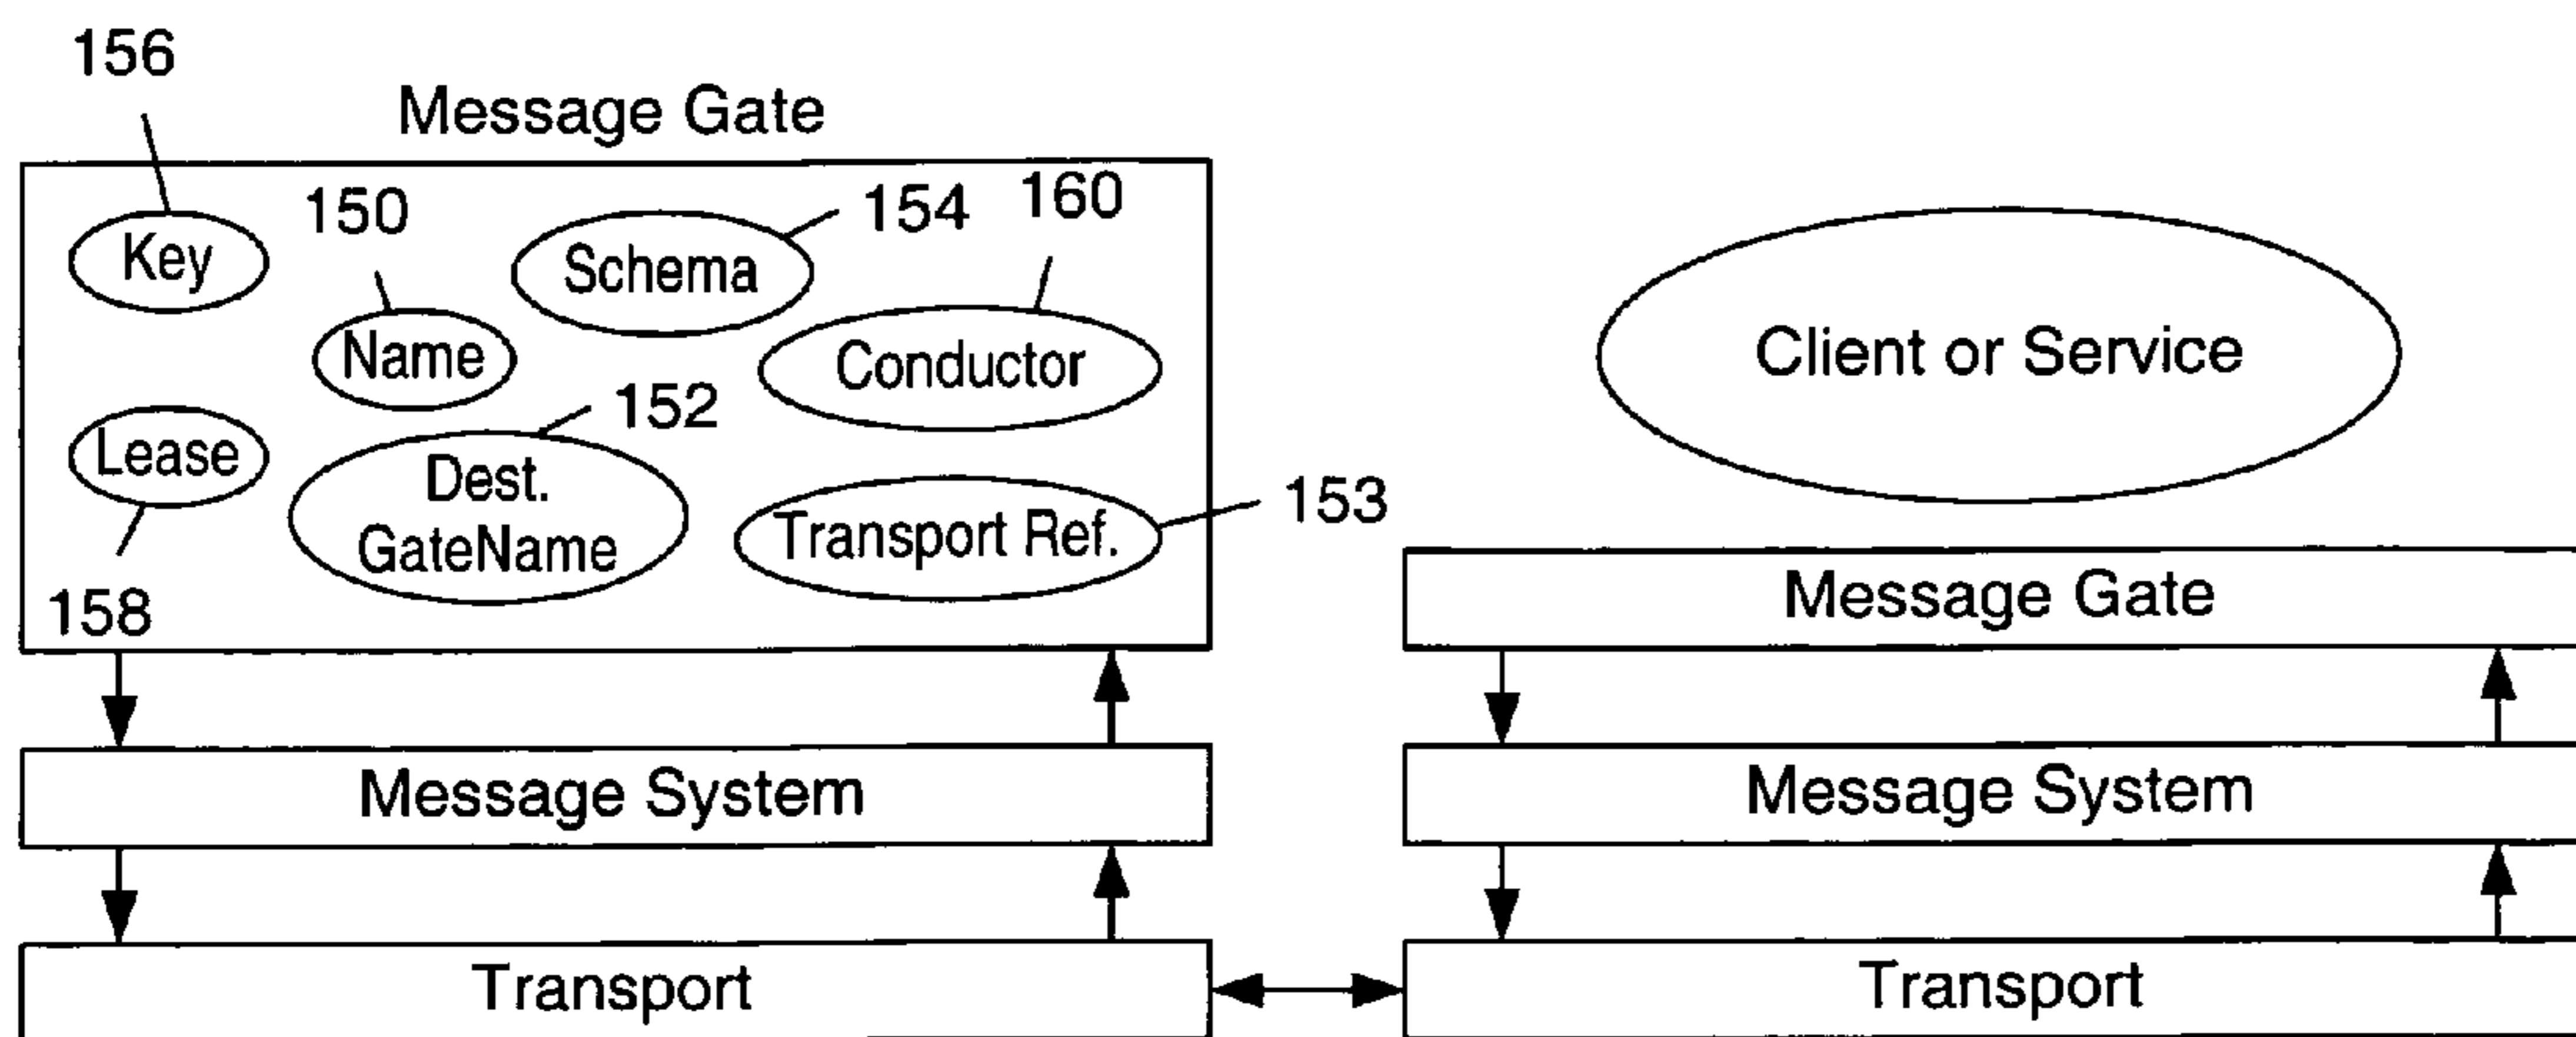 156
Message Gate
150
154
160
Key
Schema
Name
Conductor
Client or Service
152
Lease
Dest.
GateName
Transport Ref.
153
158
Message Gate
Message System
Message System
Transport
Transport